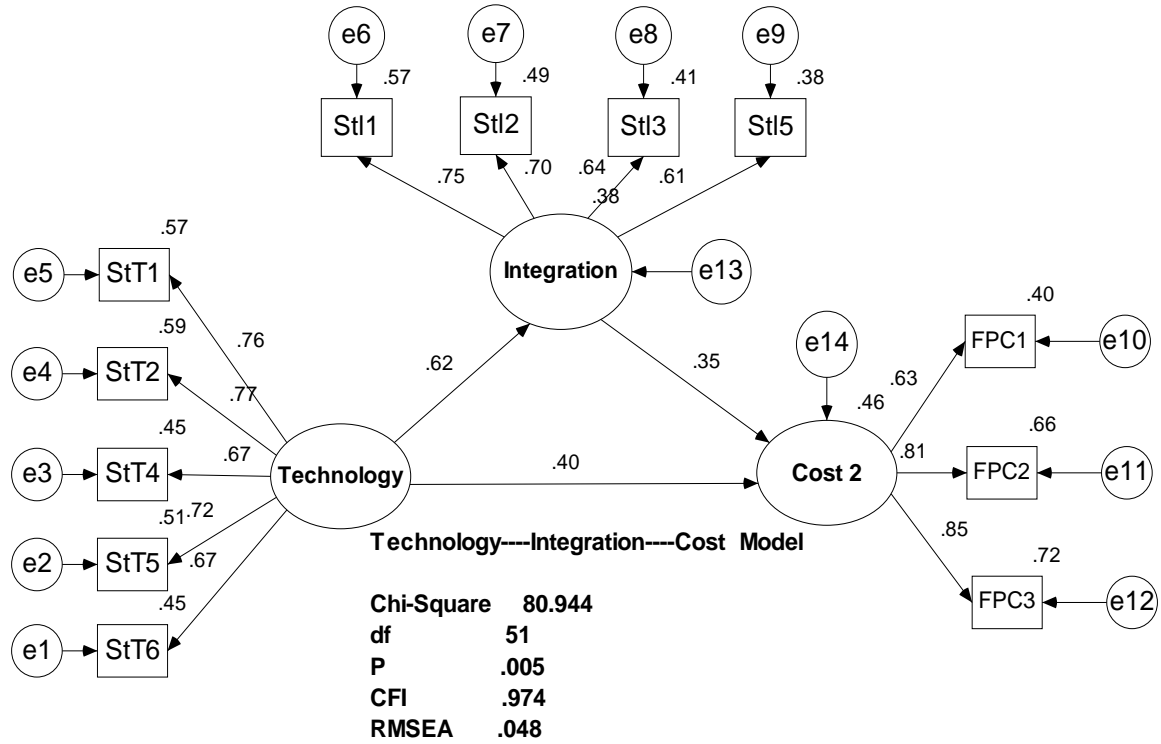 e6
e7
e8
e9
.57
.49
.41
.38
StI1
StI2
StI3
StI5
.75
.70
.64
.61
.38
Integration
e13
.57
e5
StT1
.76
.59
e4
StT2
.77
.45
e3
StT4
.67
.51
.72
e2
StT5
.67
.45
e1
StT6
Technology
.62
.35
.40
e14
.46
Cost 2
.40
.63
FPC1
e10
.66
.81
FPC2
e11
.85
.72
FPC3
e12
Technology----Integration----Cost Model
Chi-Square 80.944
df 51
P .005
CFI .974
RMSEA .048